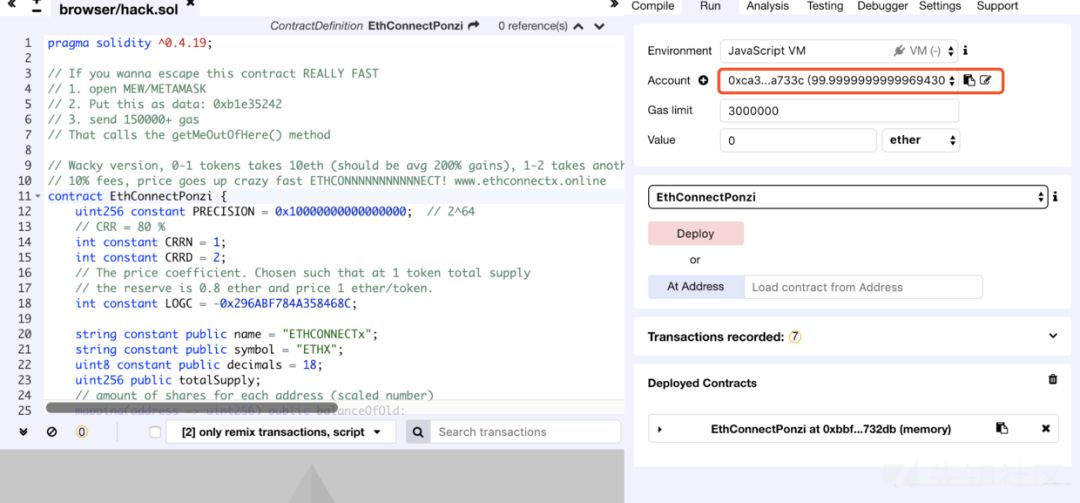 browser/hack.sol ✖
ContractDefinition EthConnectPonzi 0 reference(s)
1 pragma solidity ^0.4.19;
2
3 // If you wanna escape this contract REALLY FAST
4 // 1. open MEW/METAMASK
5 // 2. Put this as data: 0xb1e35242
6 // 3. send 150000+ gas
7 // That calls the getMeOutOfHere() method
8
9 // Wacky version, 0-1 tokens takes 10eth (should be avg 200% gains), 1-2 takes anoth
10 // 10% fees, price goes up crazy fast ETHCONNNNNNNNNNNECT! www.ethconnectx.online
11 contract EthConnectPonzi {
12 uint256 constant PRECISION = 0x10000000000000000; // 2^64
13 // CRR = 80 %
14 int constant CRRN = 1;
15 int constant CRRD = 2;
16 // The price coefficient. Chosen such that at 1 token total supply
17 // the reserve is 0.8 ether and price 1 ether/token.
18 int constant LOGC = -0x296ABF784A358468C;
19
20 string constant public name = "ETHCONNECTx";
21 string constant public symbol = "ETHX";
22 uint8 constant public decimals = 18;
23 uint256 public totalSupply;
24 // amount of shares for each address (scaled number)
25 mapping(address => uint256) public balanceOfOld;
0
[2] only remix transactions, script
Search transactions
Compile Run Analysis Testing Debugger Settings Support
Environment JavaScript VM VM (-) i
Account 0xca3...a733c (99.9999999999969430
Gas limit 3000000
Value 0 ether
EthConnectPonzi i
Deploy
or
At Address Load contract from Address
Transactions recorded: 7
Deployed Contracts
EthConnectPonzi at 0xbbf...732db (memory)
先知社区